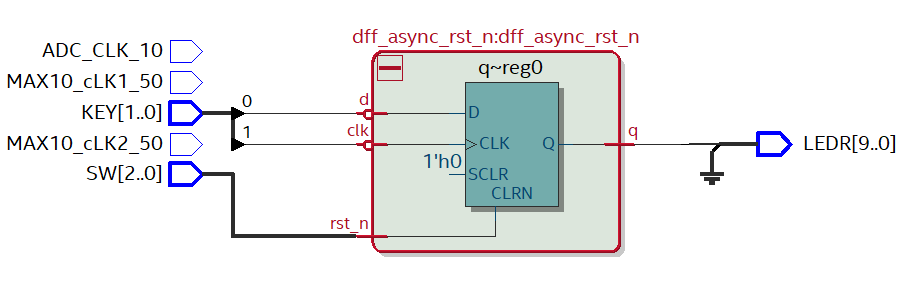 dff_async_rst_n:dff_async_rst_n
ADC_CLK_10
q~reg0
MAX10_cLK1_50
KEY[1..0]
0
d
D
1
clk
CLK
Q
q
MAX10_cLK2_50
LEDR[9..0]
1'h0
SW[2..0]
SCLR
CLRN
rst_n